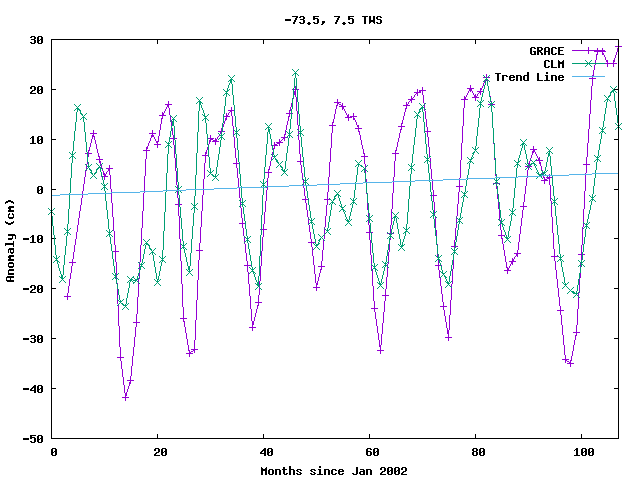 -73.5, 7.5 TWS
30
20
10
0
-10
-20
-30
-40
-50
Anomaly (cm)
GRACE
CLM
Trend Line
0 20 40 60 80 100
Months since Jan 2002